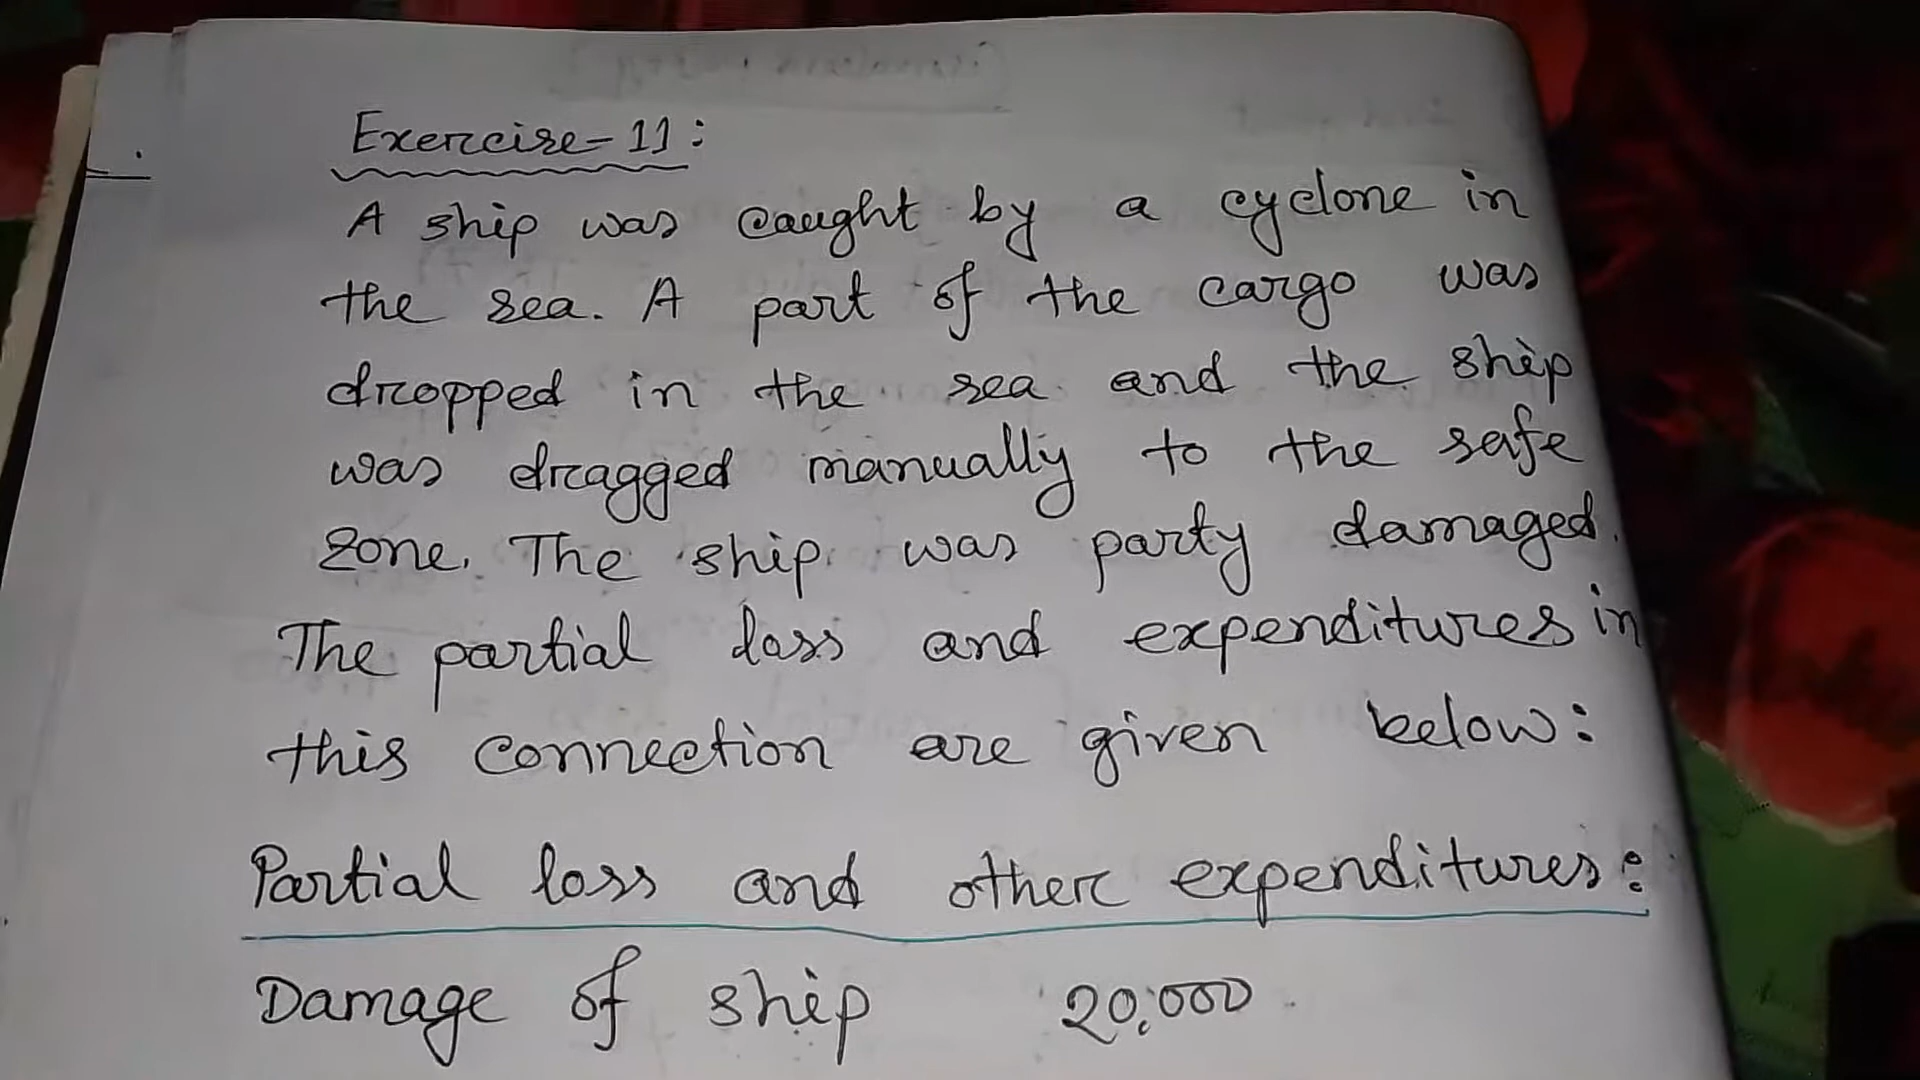 Exercise-11:
A ship was caught by a cyclone in
the sea. A part of the cargo was
dropped in the sea and the ship
was dragged manually to the safe
zone. The ship was party damaged.
The partial loss and expenditures in
this connection are given below:
Partial loss and other expenditures:
Damage of ship 20,000